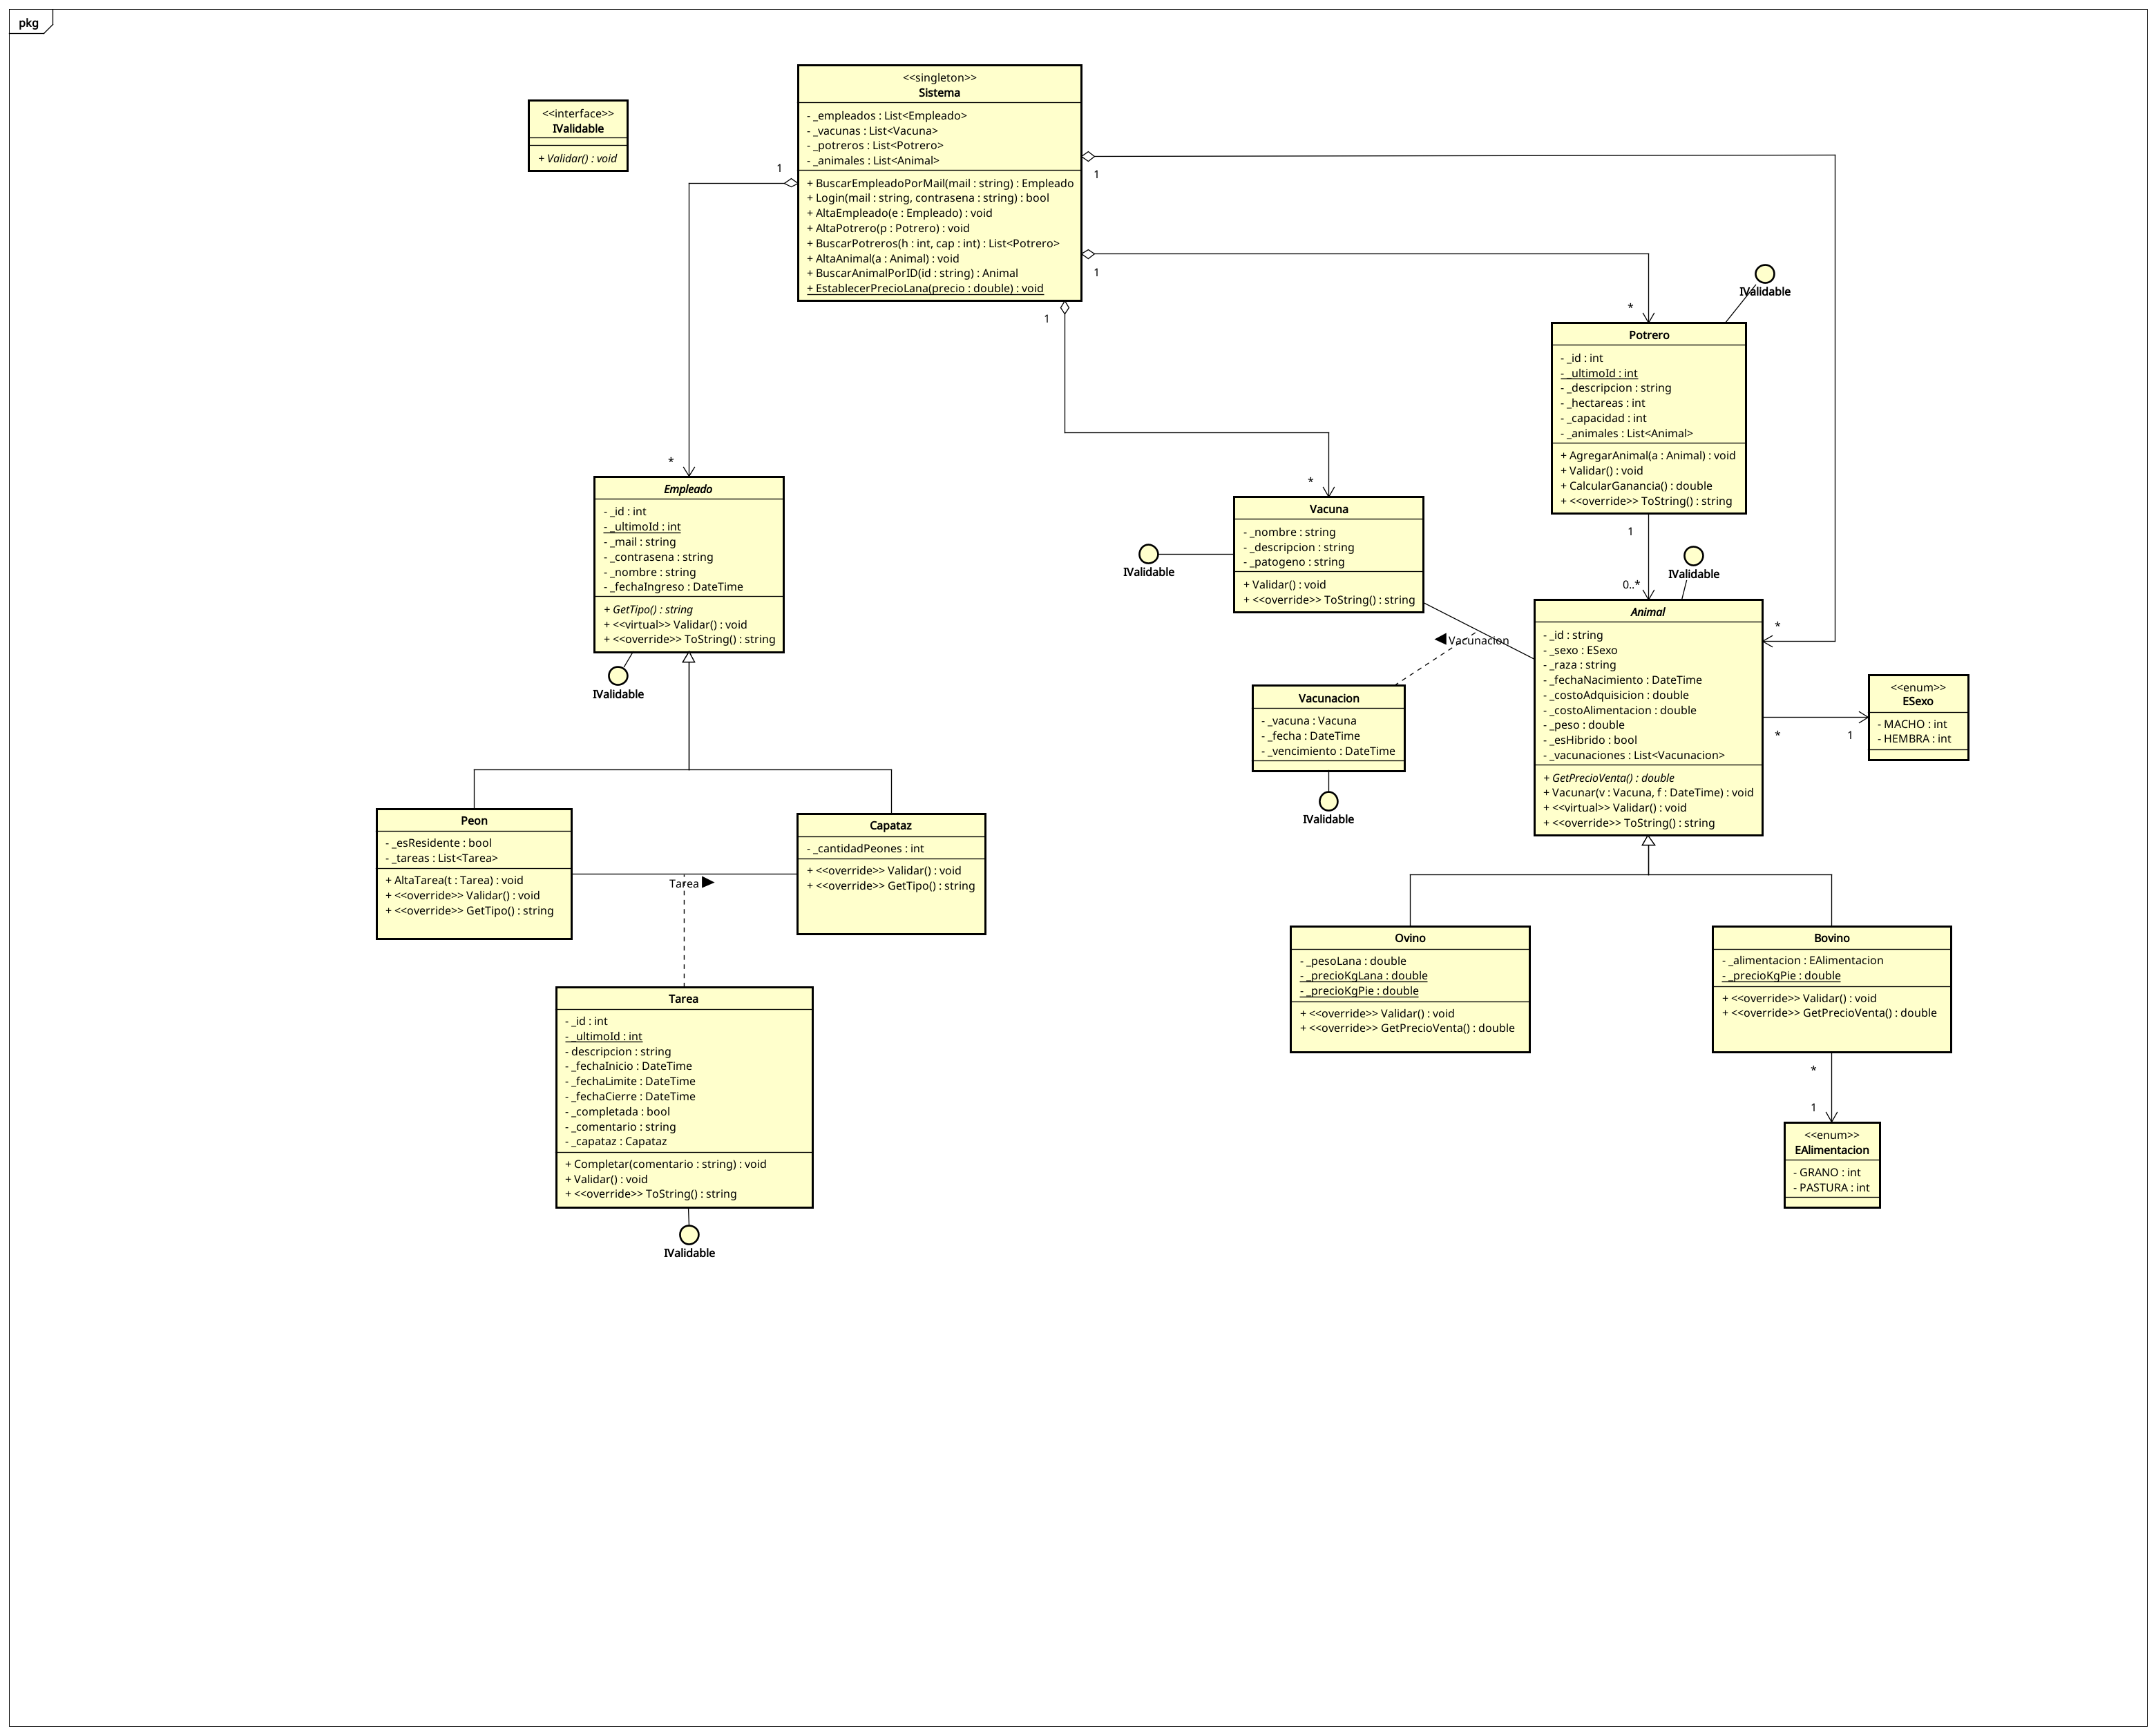 pkg
<<interface>>
IValidable
+ Validar() : void
<<singleton>>
Sistema
- _empleados : List<Empleado>
- _vacunas : List<Vacuna>
- _potreros : List<Potrero>
- _animales : List<Animal>
+ BuscarEmpleadoPorMail(mail : string) : Empleado
+ Login(mail : string, contrasena : string) : bool
+ AltaEmpleado(e : Empleado) : void
+ AltaPotrero(p : Potrero) : void
+ BuscarPotreros(h : int, cap : int) : List<Potrero>
+ AltaAnimal(a : Animal) : void
+ BuscarAnimalPorID(id : string) : Animal
+ EstablecerPrecioLana(precio : double) : void
1
1
1
1
*
*
*
*
IValidable
Potrero
- _id : int
- _ultimoId : int
- _descripcion : string
- _hectareas : int
- _capacidad : int
- _animales : List<Animal>
+ AgregarAnimal(a : Animal) : void
+ Validar() : void
+ CalcularGanancia() : double
+ <<override>> ToString() : string
1
0..*
Empleado
- _id : int
- _ultimoId : int
- _mail : string
- _contrasena : string
- _nombre : string
- _fechaIngreso : DateTime
+ GetTipo() : string
+ <<virtual>> Validar() : void
+ <<override>> ToString() : string
IValidable
Vacuna
- _nombre : string
- _descripcion : string
- _patogeno : string
+ Validar() : void
+ <<override>> ToString() : string
IValidable
Vacunacion
Vacunacion
- _vacuna : Vacuna
- _fecha : DateTime
- _vencimiento : DateTime
IValidable
IValidable
Animal
- _id : string
- _sexo : ESexo
- _raza : string
- _fechaNacimiento : DateTime
- _costoAdquisicion : double
- _costoAlimentacion : double
- _peso : double
- _esHibrido : bool
- _vacunaciones : List<Vacunacion>
+ GetPrecioVenta() : double
+ Vacunar(v : Vacuna, f : DateTime) : void
+ <<virtual>> Validar() : void
+ <<override>> ToString() : string
*
1
<<enum>>
ESexo
- MACHO : int
- HEMBRA : int
Peon
- _esResidente : bool
- _tareas : List<Tarea>
+ AltaTarea(t : Tarea) : void
+ <<override>> Validar() : void
+ <<override>> GetTipo() : string
Tarea
Capataz
- _cantidadPeones : int
+ <<override>> Validar() : void
+ <<override>> GetTipo() : string
Tarea
- _id : int
- _ultimoId : int
- descripcion : string
- _fechaInicio : DateTime
- _fechaLimite : DateTime
- _fechaCierre : DateTime
- _completada : bool
- _comentario : string
- _capataz : Capataz
+ Completar(comentario : string) : void
+ Validar() : void
+ <<override>> ToString() : string
IValidable
Ovino
- _pesoLana : double
- _precioKgLana : double
- _precioKgPie : double
+ <<override>> Validar() : void
+ <<override>> GetPrecioVenta() : double
Bovino
- _alimentacion : EAlimentacion
- _precioKgPie : double
+ <<override>> Validar() : void
+ <<override>> GetPrecioVenta() : double
*
1
<<enum>>
EAlimentacion
- GRANO : int
- PASTURA : int